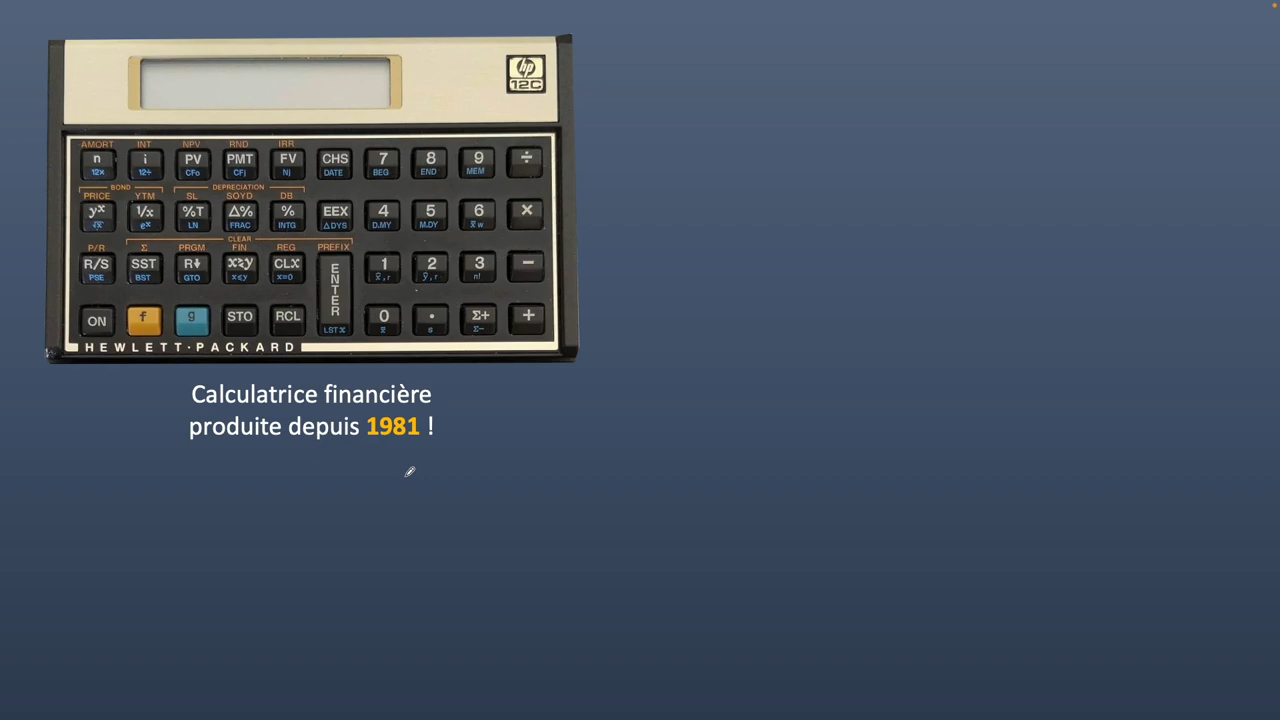 hp
12C
AMORT INT NPV RND IRR
n i PV PMT FV CHS 7 8 9 ÷
12× 12÷ CFo CFj Nj DATE BEG END MEM
BOND DEPRECIATION
PRICE YTM SL SOYD DB
yˣ 1/x %T Δ% % EEX 4 5 6 ×
√x eˣ LN FRAC INTG ΔDYS D.MY M.DY x̄w
CLEAR
P/R Σ PRGM FIN REG PREFIX
R/S SST R↓ x≷y CLx ENTER 1 2 3 −
PSE BST GTO x≤y x=0 x̂,r ŷ,r n!
ON f g STO RCL 0 . Σ+ +
LSTx x̄ s Σ−
HEWLETT·PACKARD
Calculatrice financière
produite depuis 1981 !